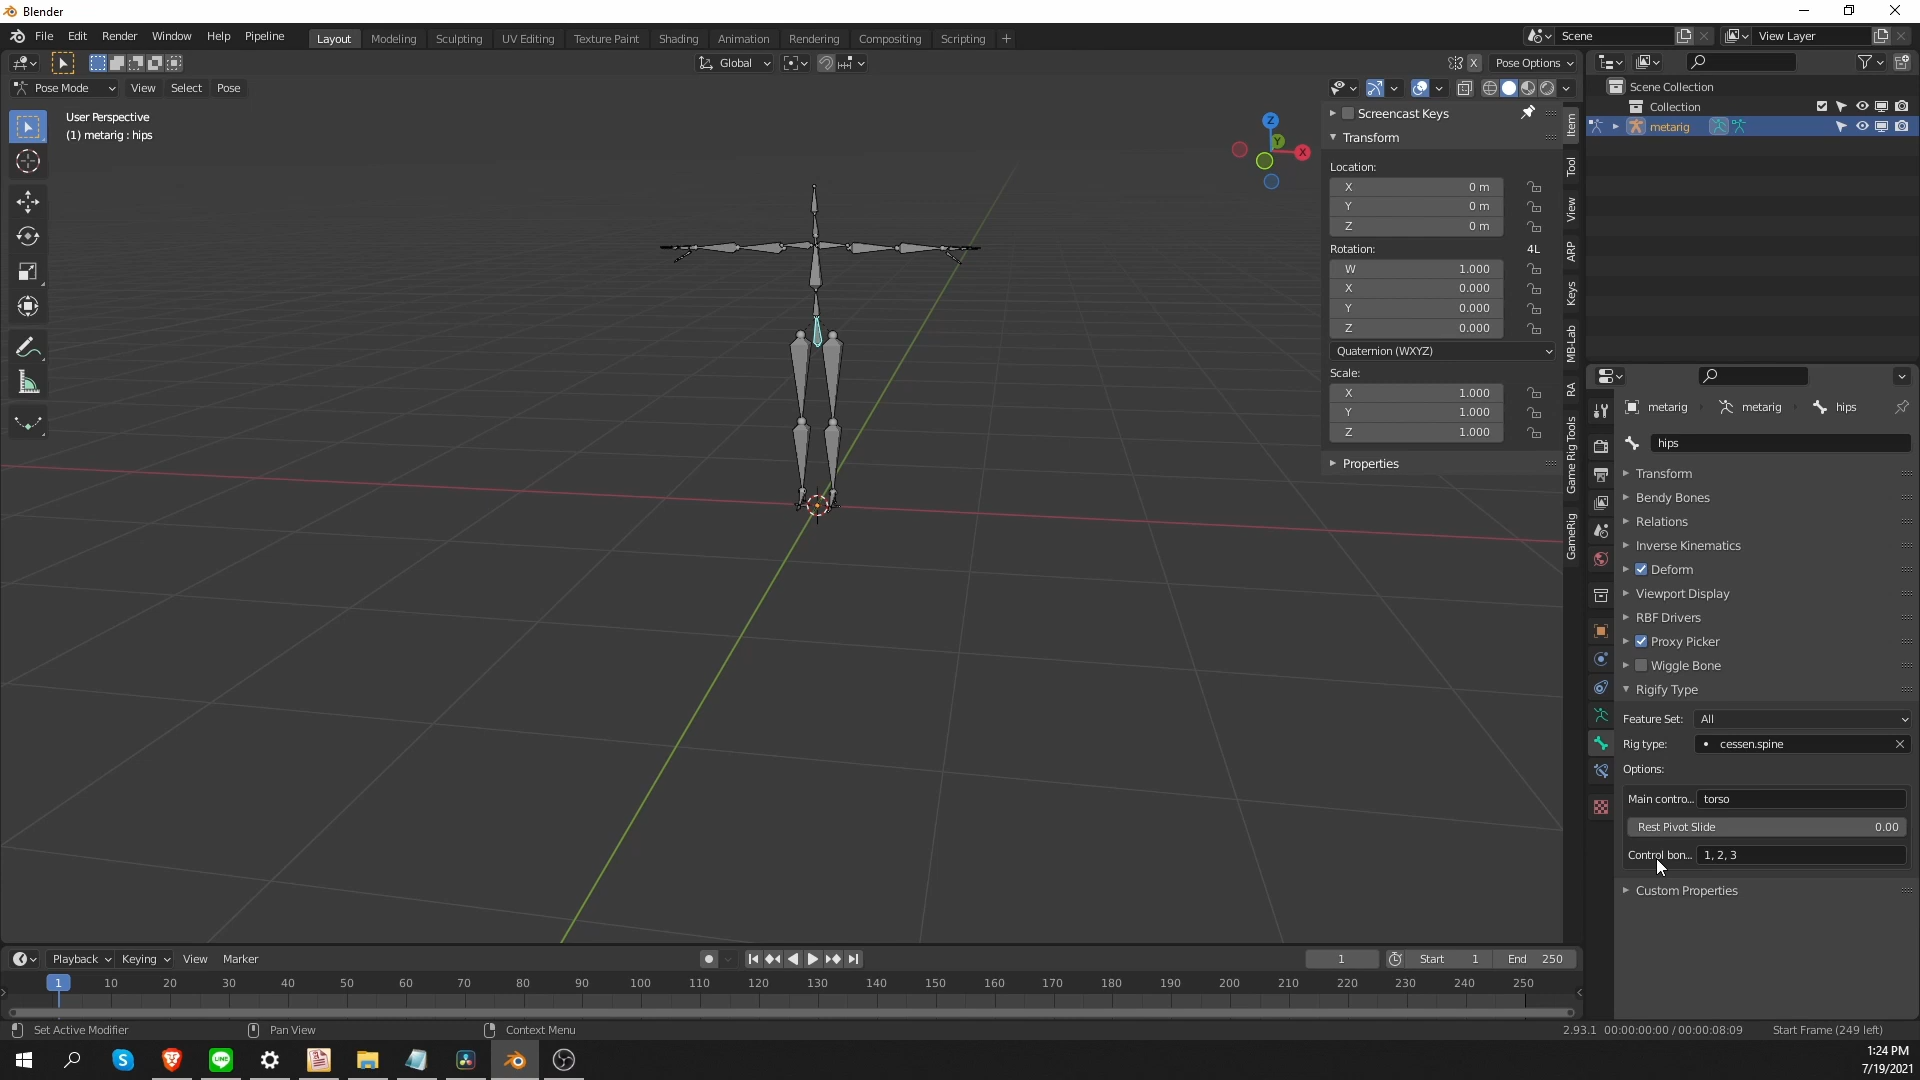 Blender
File Edit Render Window Help Pipeline Layout Modeling Sculpting UV Editing Texture Paint Shading Animation Rendering Compositing Scripting + Scene View Layer
Global X Pose Options
Pose Mode View Select Pose
User Perspective
(1) metarig : hips
Z
Y
X
Screencast Keys
Transform
Location:
X 0 m
Y 0 m
Z 0 m
Rotation: 4L
W 1.000
X 0.000
Y 0.000
Z 0.000
Quaternion (WXYZ)
Scale:
X 1.000
Y 1.000
Z 1.000
Properties
Item
Tool
View
ARP
Keys
MB-Lab
RA
Game Rig Tools
GameRig
Scene Collection
Collection
metarig
metarig metarig hips
hips
Transform
Bendy Bones
Relations
Inverse Kinematics
Deform
Viewport Display
RBF Drivers
Proxy Picker
Wiggle Bone
Rigify Type
Feature Set: All
Rig type: • cessen.spine
Options:
Main contro... torso
Rest Pivot Slide 0.00
Control bon... 1, 2, 3
Custom Properties
Playback Keying View Marker 1 Start 1 End 250
1 10 20 30 40 50 60 70 80 90 100 110 120 130 140 150 160 170 180 190 200 210 220 230 240 250
Set Active Modifier Pan View Context Menu 2.93.1 00:00:00:00 / 00:00:08:09 Start Frame (249 left)
1:24 PM
7/19/2021